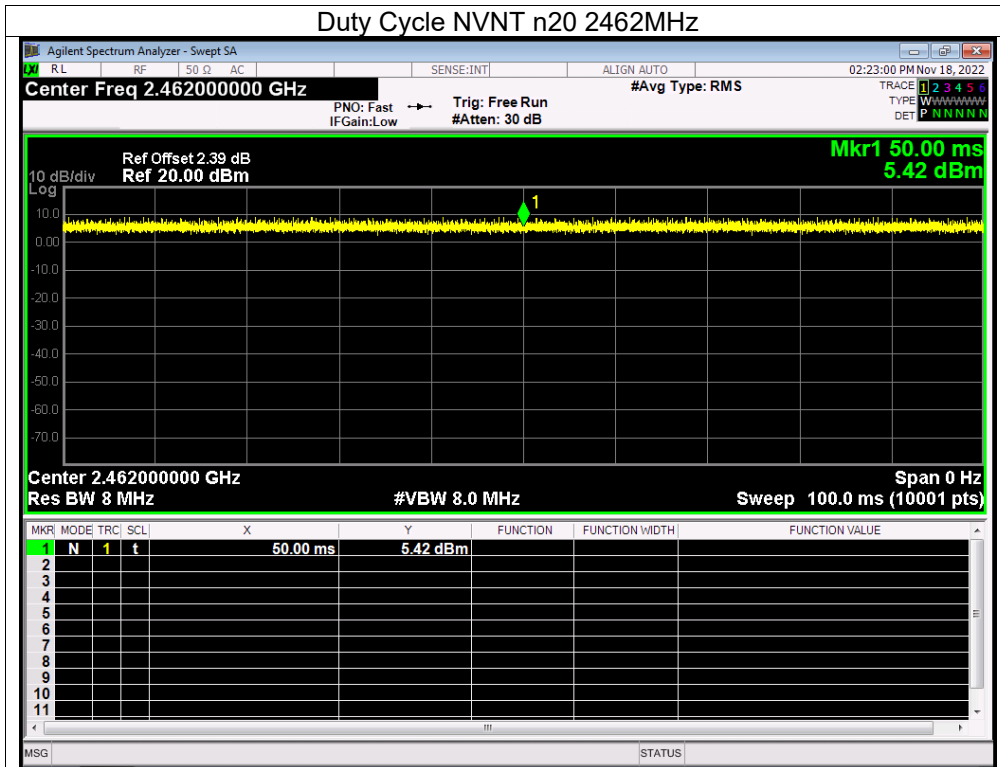 Duty Cycle NVNT n20 2462MHz
Agilent Spectrum Analyzer - Swept SA
LXI RL RF 50 Ω AC SENSE:INT ALIGN AUTO 02:23:00 PM Nov 18, 2022
Center Freq 2.462000000 GHz #Avg Type: RMS TRACE 1 2 3 4 5 6
PNO: Fast Trig: Free Run TYPE WWWWWW
IFGain:Low #Atten: 30 dB DET P N N N N N
Mkr1 50.00 ms
Ref Offset 2.39 dB
10 dB/div Ref 20.00 dBm 5.42 dBm
Log
1
10.0
0.00
-10.0
-20.0
-30.0
-40.0
-50.0
-60.0
-70.0
Center 2.462000000 GHz Span 0 Hz
Res BW 8 MHz #VBW 8.0 MHz Sweep 100.0 ms (10001 pts)
MKR MODE TRC SCL X Y FUNCTION FUNCTION WIDTH FUNCTION VALUE
1 N 1 t 50.00 ms 5.42 dBm
2
3
4
5
6
7
8
9
10
11
MSG STATUS